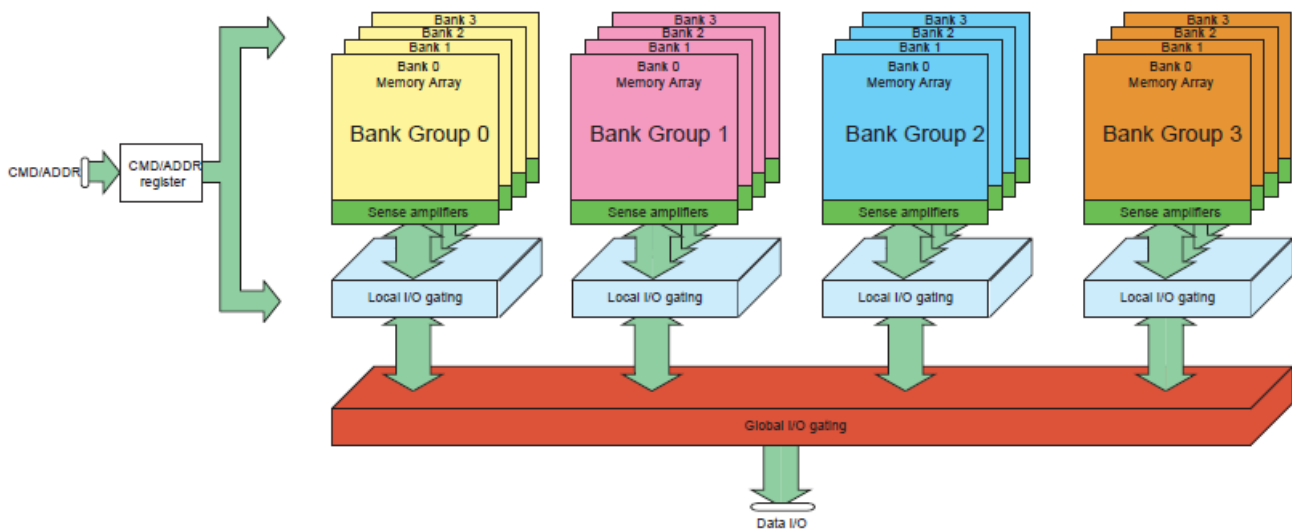 Bank 3
Bank 2
Bank 1
Bank 0
Memory Array
Bank Group 0
Sense amplifiers
Local I/O gating
Bank 3
Bank 2
Bank 1
Bank 0
Memory Array
Bank Group 1
Sense amplifiers
Local I/O gating
Bank 3
Bank 2
Bank 1
Bank 0
Memory Array
Bank Group 2
Sense amplifiers
Local I/O gating
Bank 3
Bank 2
Bank 1
Bank 0
Memory Array
Bank Group 3
Sense amplifiers
Local I/O gating
CMD/ADDR
CMD/ADDR
register
Global I/O gating
Data I/O